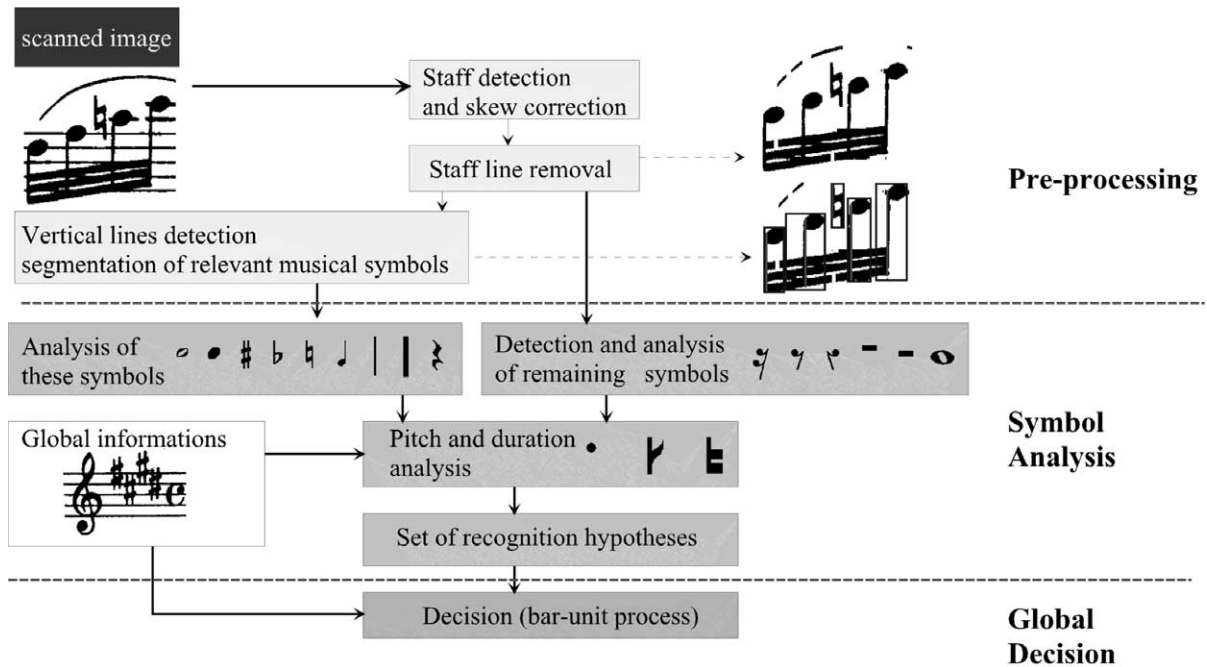 scanned image
Staff detection
and skew correction
Staff line removal
Pre-processing
Vertical lines detection
segmentation of relevant musical symbols
Analysis of
these symbols
Detection and analysis
of remaining symbols
Global informations
Pitch and duration
analysis
Symbol
Analysis
Set of recognition hypotheses
Decision (bar-unit process)
Global
Decision